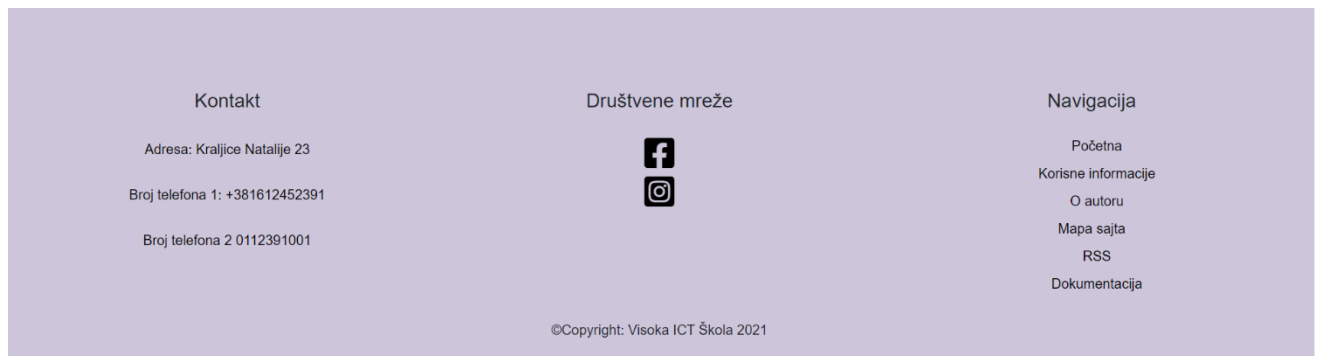 Kontakt
Adresa: Kraljice Natalije 23
Broj telefona 1: +381612452391
Broj telefona 2 0112391001
Društvene mreže
Navigacija
Početna
Korisne informacije
O autoru
Mapa sajta
RSS
Dokumentacija
©Copyright: Visoka ICT Škola 2021